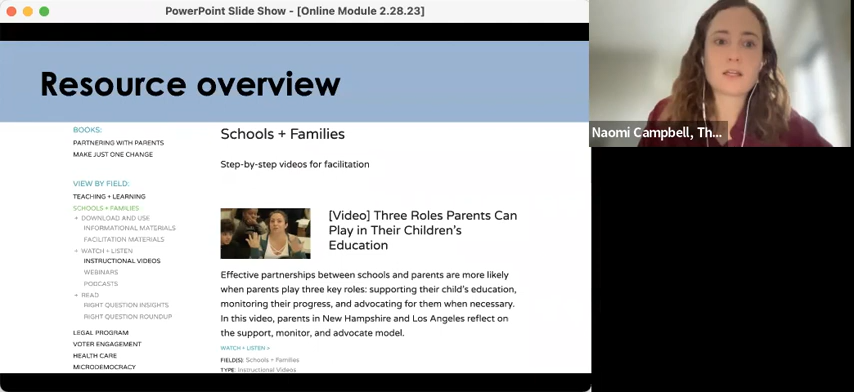 PowerPoint Slide Show - [Online Module 2.28.23]
Resource overview
BOOKS:
PARTNERING WITH PARENTS
MAKE JUST ONE CHANGE
VIEW BY FIELD:
TEACHING + LEARNING
SCHOOLS + FAMILIES
+ DOWNLOAD AND USE
INFORMATIONAL MATERIALS
FACILITATION MATERIALS
+ WATCH + LISTEN
INSTRUCTIONAL VIDEOS
WEBINARS
PODCASTS
+ READ
RIGHT QUESTION INSIGHTS
RIGHT QUESTION ROUNDUP
LEGAL PROGRAM
VOTER ENGAGEMENT
HEALTH CARE
MICRODEMOCRACY
Schools + Families
Step-by-step videos for facilitation
[Video] Three Roles Parents Can
Play in Their Children's
Education
Effective partnerships between schools and parents are more likely
when parents play three key roles: supporting their child's education,
monitoring their progress, and advocating for them when necessary.
In this video, parents in New Hampshire and Los Angeles reflect on
the support, monitor, and advocate model.
WATCH + LISTEN >
FIELD(S): Schools + Families
TYPE: Instructional Videos
Naomi Campbell, Th...